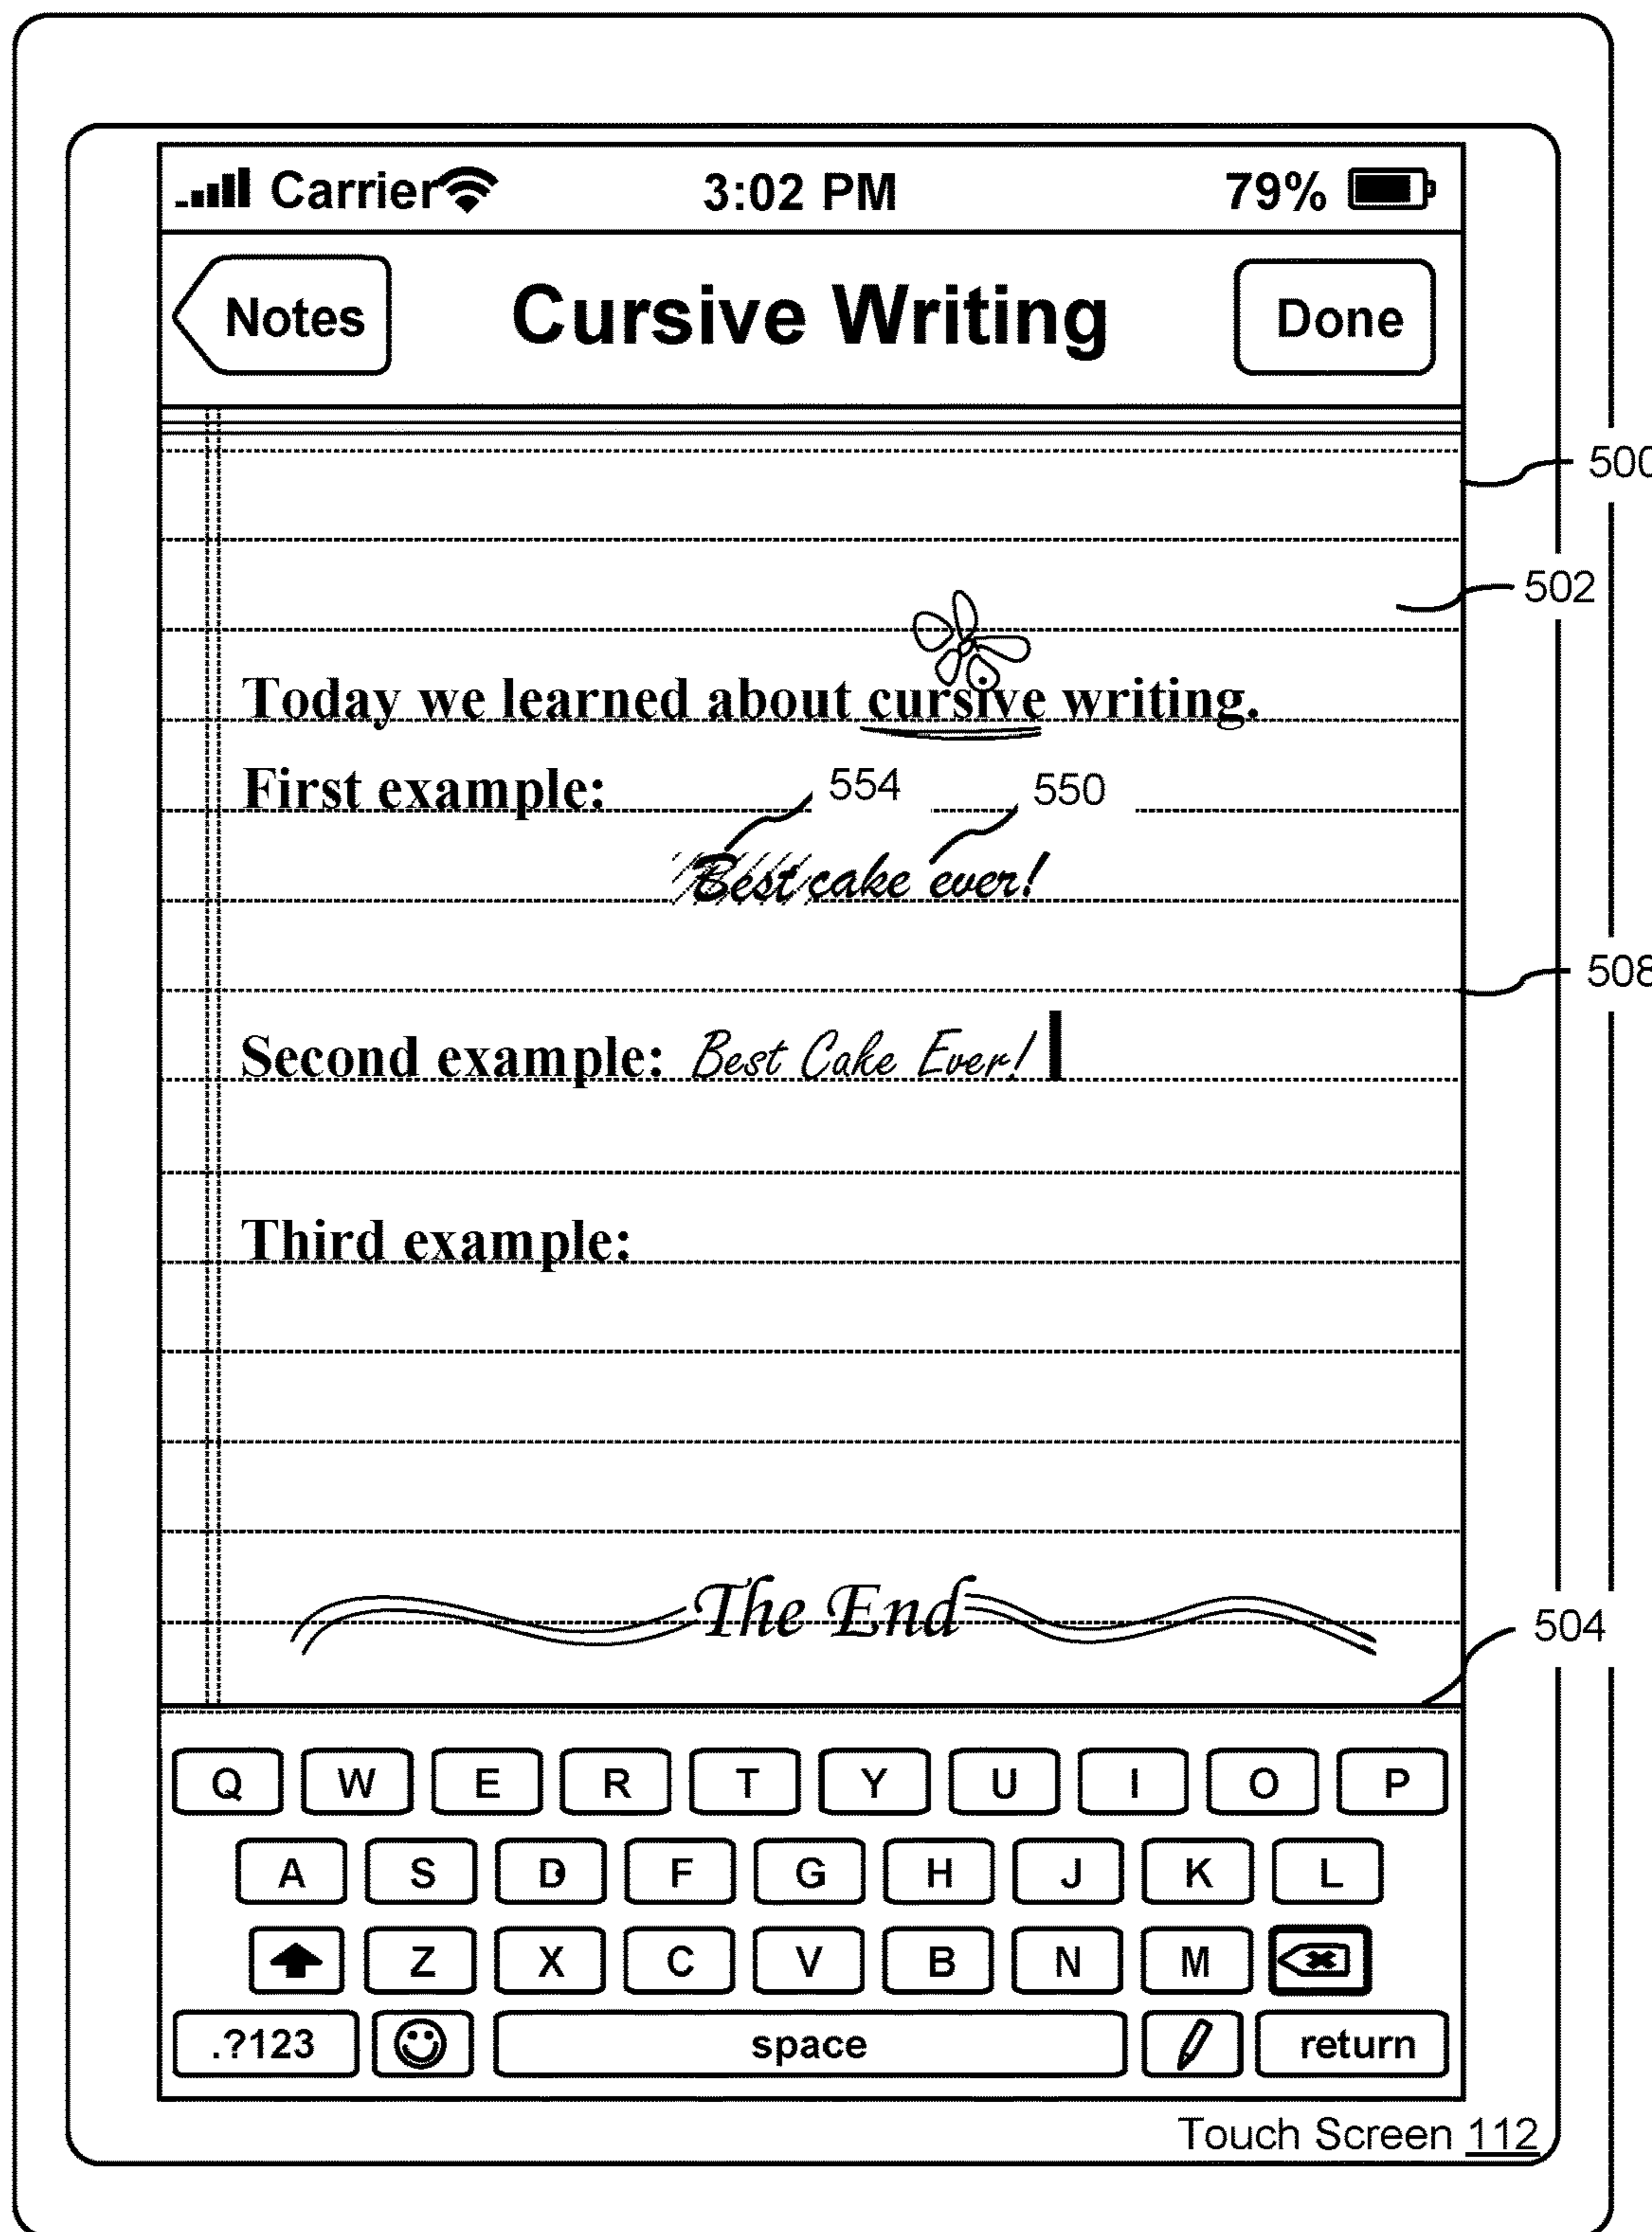 Carrier 3:02 PM 79%
Notes Cursive Writing Done
500
502
Today we learned about cursive writing.
First example: 554 550
Best cake ever!
508
Second example: Best Cake Ever!
Third example:
The End
504
Q W E R T Y U I O P
A S D F G H J K L
Z X C V B N M
.?123 space return
Touch Screen 112